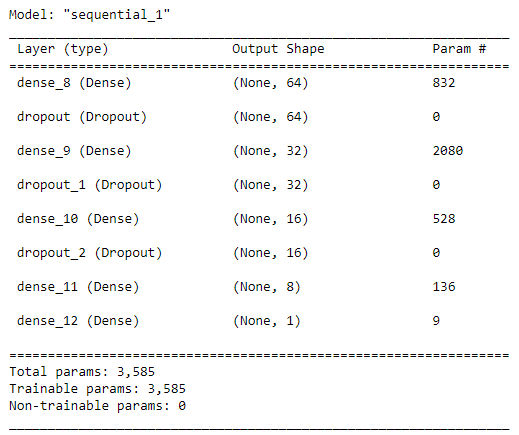 Model: "sequential_1"
_________________________________________________________________
Layer (type) Output Shape Param #
=================================================================
dense_8 (Dense) (None, 64) 832
dropout (Dropout) (None, 64) 0
dense_9 (Dense) (None, 32) 2080
dropout_1 (Dropout) (None, 32) 0
dense_10 (Dense) (None, 16) 528
dropout_2 (Dropout) (None, 16) 0
dense_11 (Dense) (None, 8) 136
dense_12 (Dense) (None, 1) 9
=================================================================
Total params: 3,585
Trainable params: 3,585
Non-trainable params: 0
_________________________________________________________________